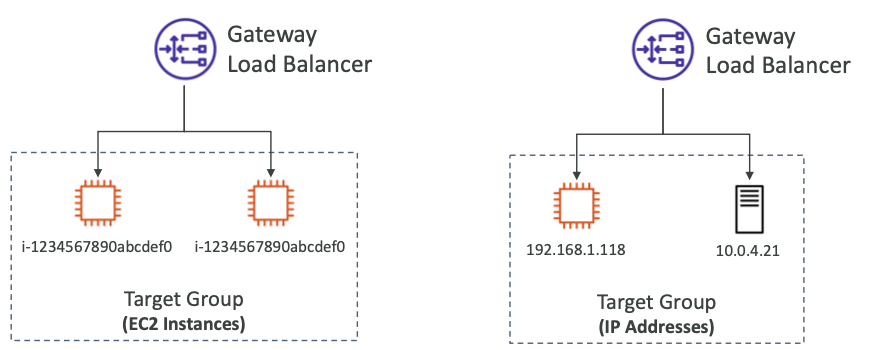 Gateway
Load Balancer
i-1234567890abcdef0
i-1234567890abcdef0
Target Group
(EC2 Instances)
Gateway
Load Balancer
192.168.1.118
10.0.4.21
Target Group
(IP Addresses)